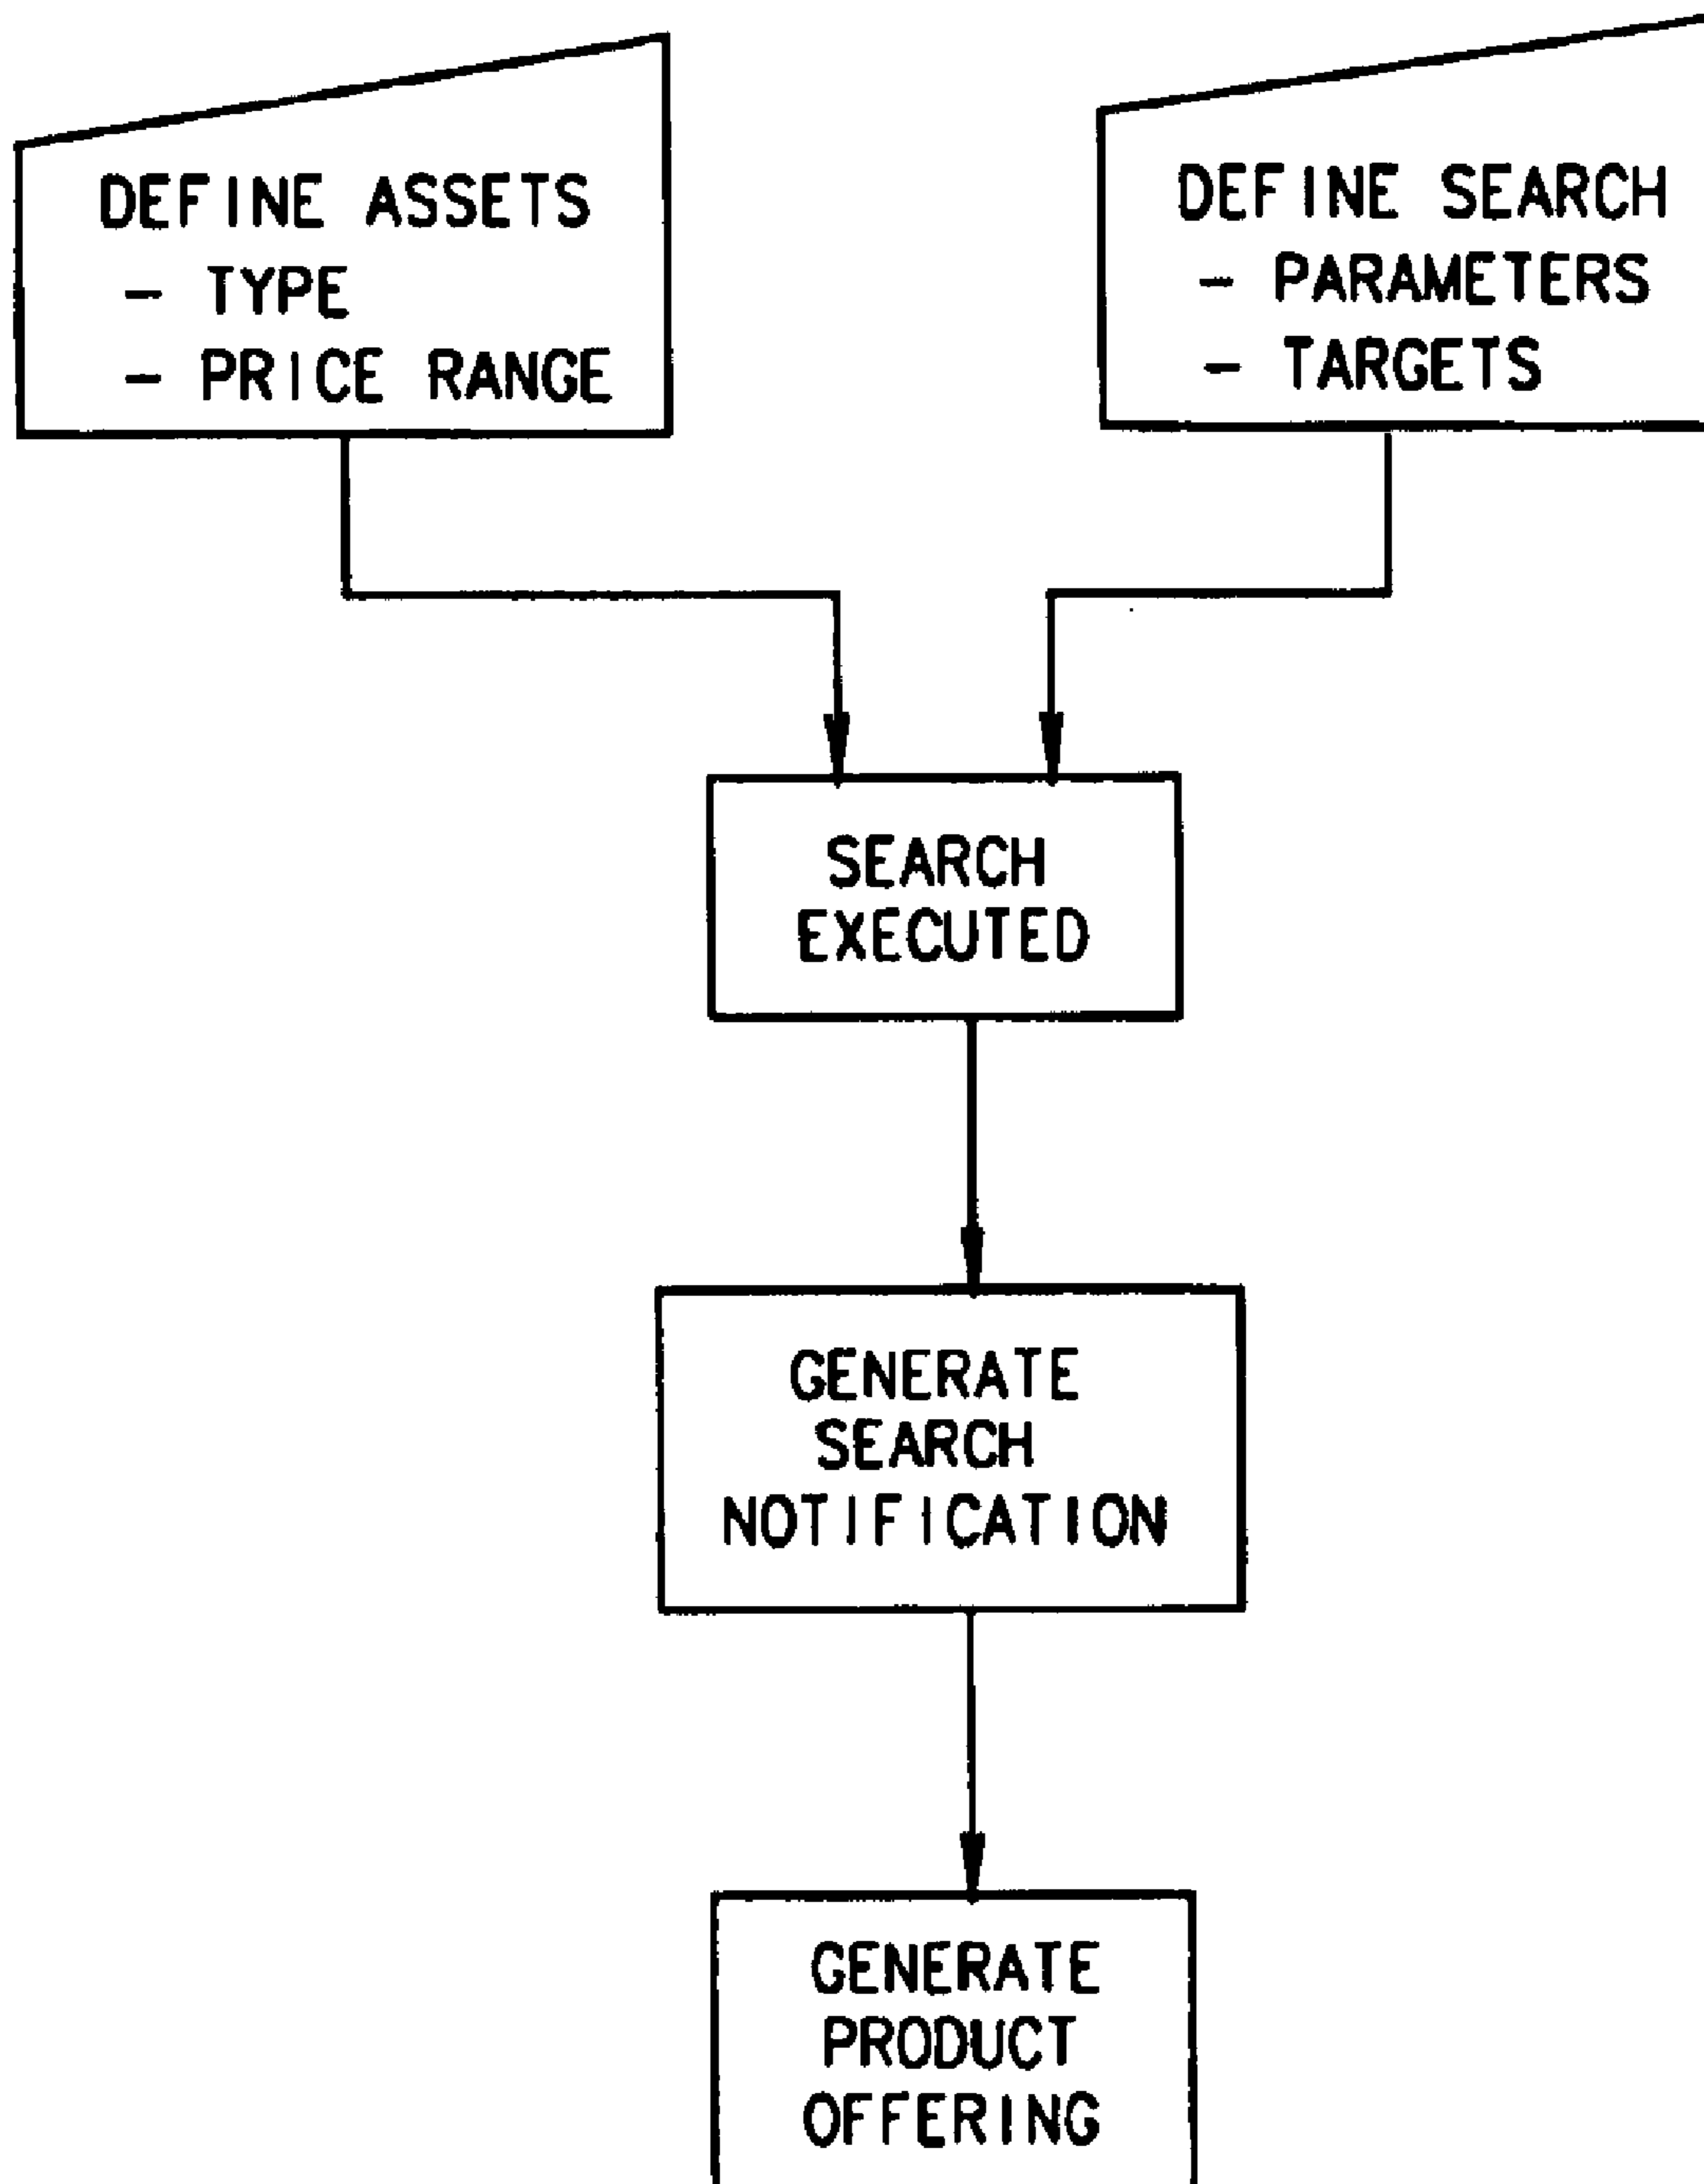 DEFINE ASSETS
- TYPE
- PRICE RANGE
DEFINE SEARCH
- PARAMETERS
- TARGETS
SEARCH
EXECUTED
GENERATE
SEARCH
NOTIFICATION
GENERATE
PRODUCT
OFFERING